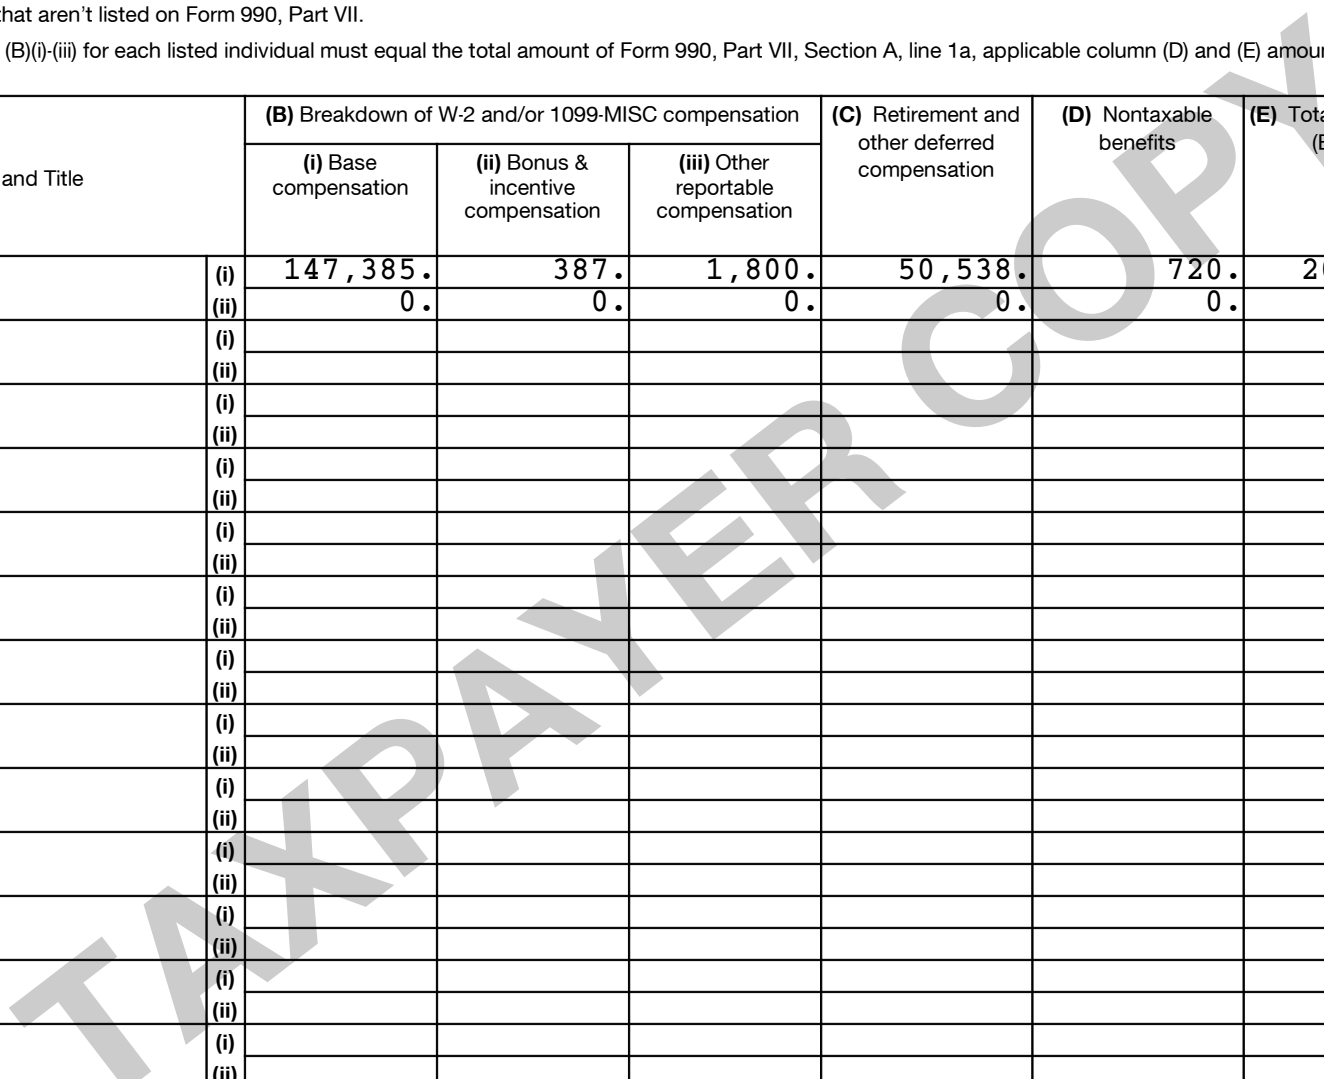 that aren't listed on Form 990, Part VII.
(B)(i)-(iii) for each listed individual must equal the total amount of Form 990, Part VII, Section A, line 1a, applicable column (D) and (E)
(B) Breakdown of W-2 and/or 1099-MISC compensation
(C) Retirement and
other deferred
compensation
(D) Nontaxable
benefits
(E)
and Title
(i) Base
compensation
(ii) Bonus &
incentive
compensation
(iii) Other
reportable
compensation
(i) 147,385. 387. 1,800. 50,538. 720.
(ii) 0. 0. 0. 0. 0.
(i)
(ii)
(i)
(ii)
(i)
(ii)
(i)
(ii)
(i)
(ii)
(i)
(ii)
(i)
(ii)
(i)
(ii)
(i)
(ii)
(i)
(ii)
(i)
(ii)
(i)
(ii)
TAXPAYER COPY